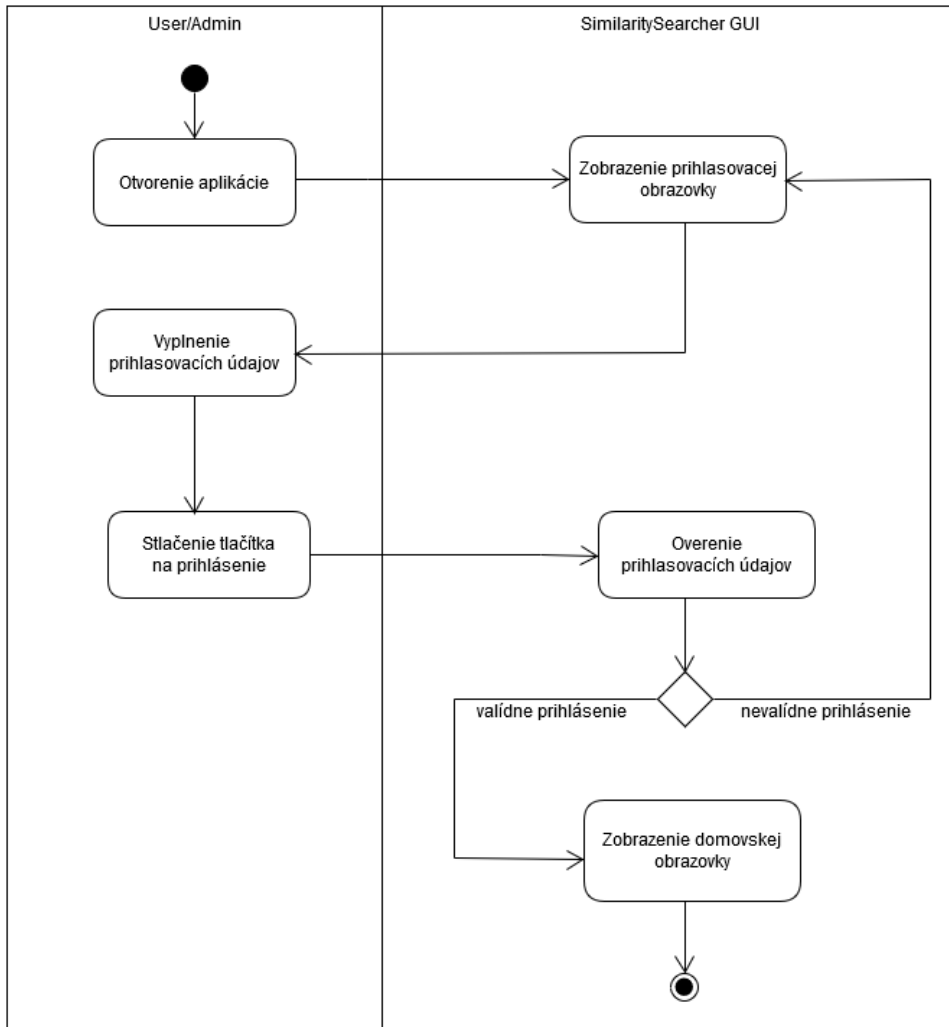 User/Admin
SimilaritySearcher GUI
Otvorenie aplikácie
Zobrazenie prihlasovacej
obrazovky
Vyplnenie
prihlasovacích údajov
Stlačenie tlačítka
na prihlásenie
Overenie
prihlasovacích údajov
valídne prihlásenie
nevalídne prihlásenie
Zobrazenie domovskej
obrazovky